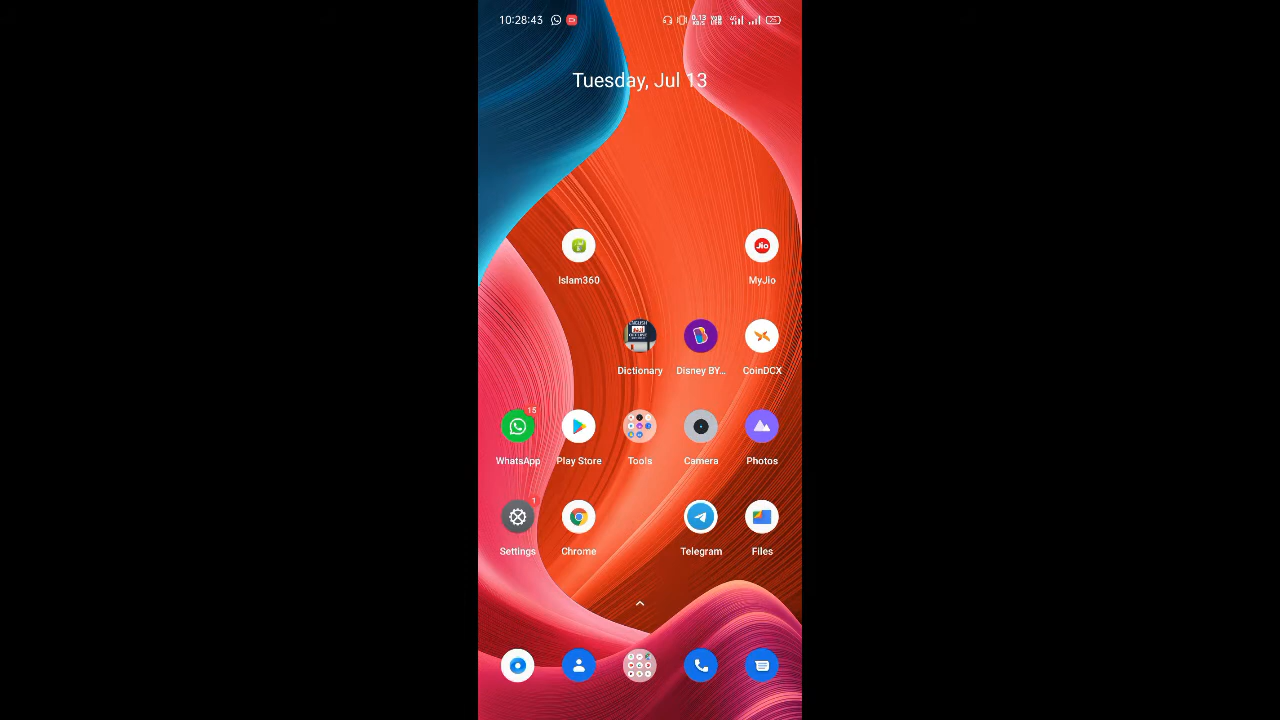 10:28:43
Tuesday, Jul 13
Jio
Islam360 MyJio
Dictionary Disney BY... CoinDCX
15
WhatsApp Play Store Tools Camera Photos
1
Settings Chrome Telegram Files